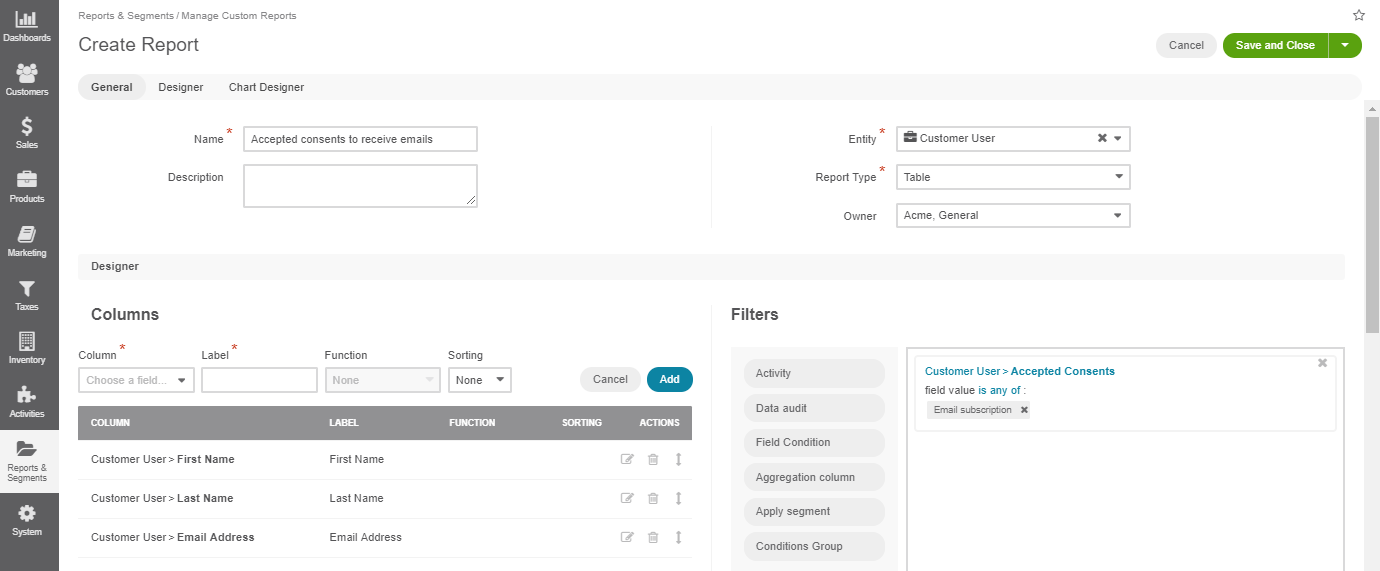 Dashboards
Customers
Sales
Products
Marketing
Taxes
Inventory
Activities
Reports &
Segments
System
Reports & Segments / Manage Custom Reports
Create Report
Cancel
Save and Close
General
Designer
Chart Designer
Name *
Accepted consents to receive emails
Description
Entity *
Customer User
Report Type *
Table
Owner
Acme, General
Designer
Columns
Column *
Label *
Function
Sorting
Choose a field...
None
None
Cancel
Add
COLUMN
LABEL
FUNCTION
SORTING
ACTIONS
Customer User > First Name
First Name
Customer User > Last Name
Last Name
Customer User > Email Address
Email Address
Filters
Activity
Data audit
Field Condition
Aggregation column
Apply segment
Conditions Group
Customer User > Accepted Consents
field value is any of :
Email subscription